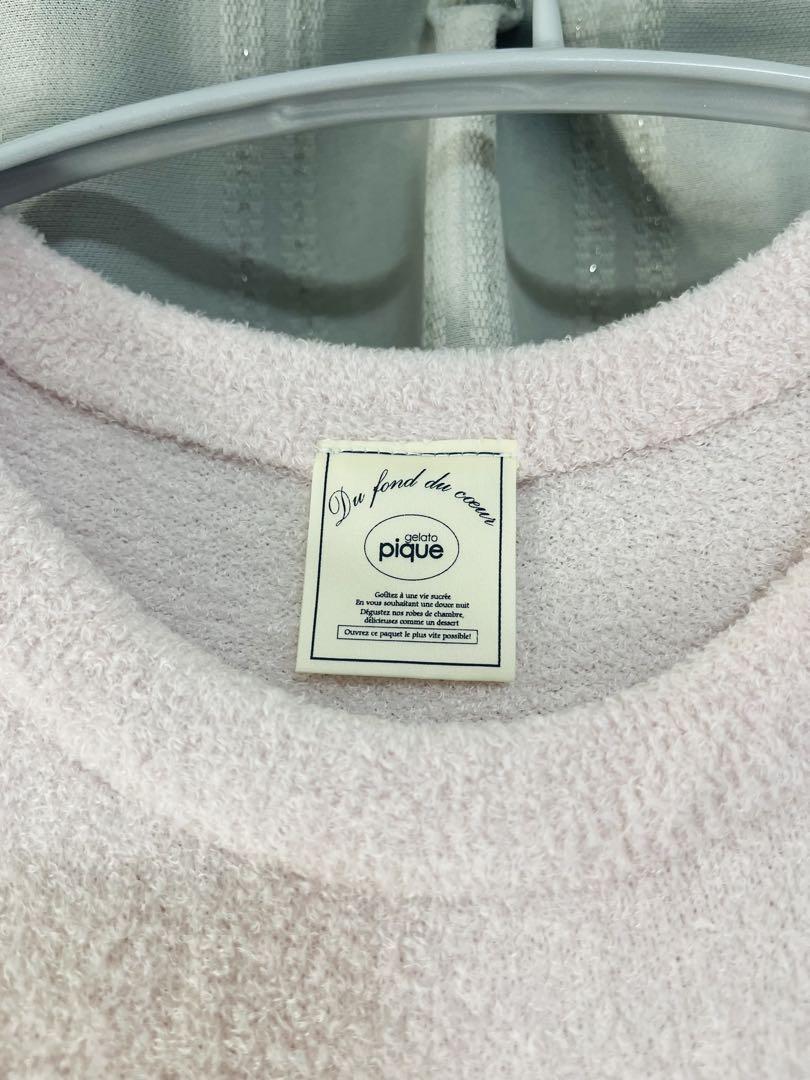 Du fond du cœur
gelato
pique
Goûtez à une vie sucrée
En vous souhaitant une douce nuit
Dégustez nos robes de chambre,
délicieuses comme un dessert
Ouvrez ce paquet le plus vite possible!